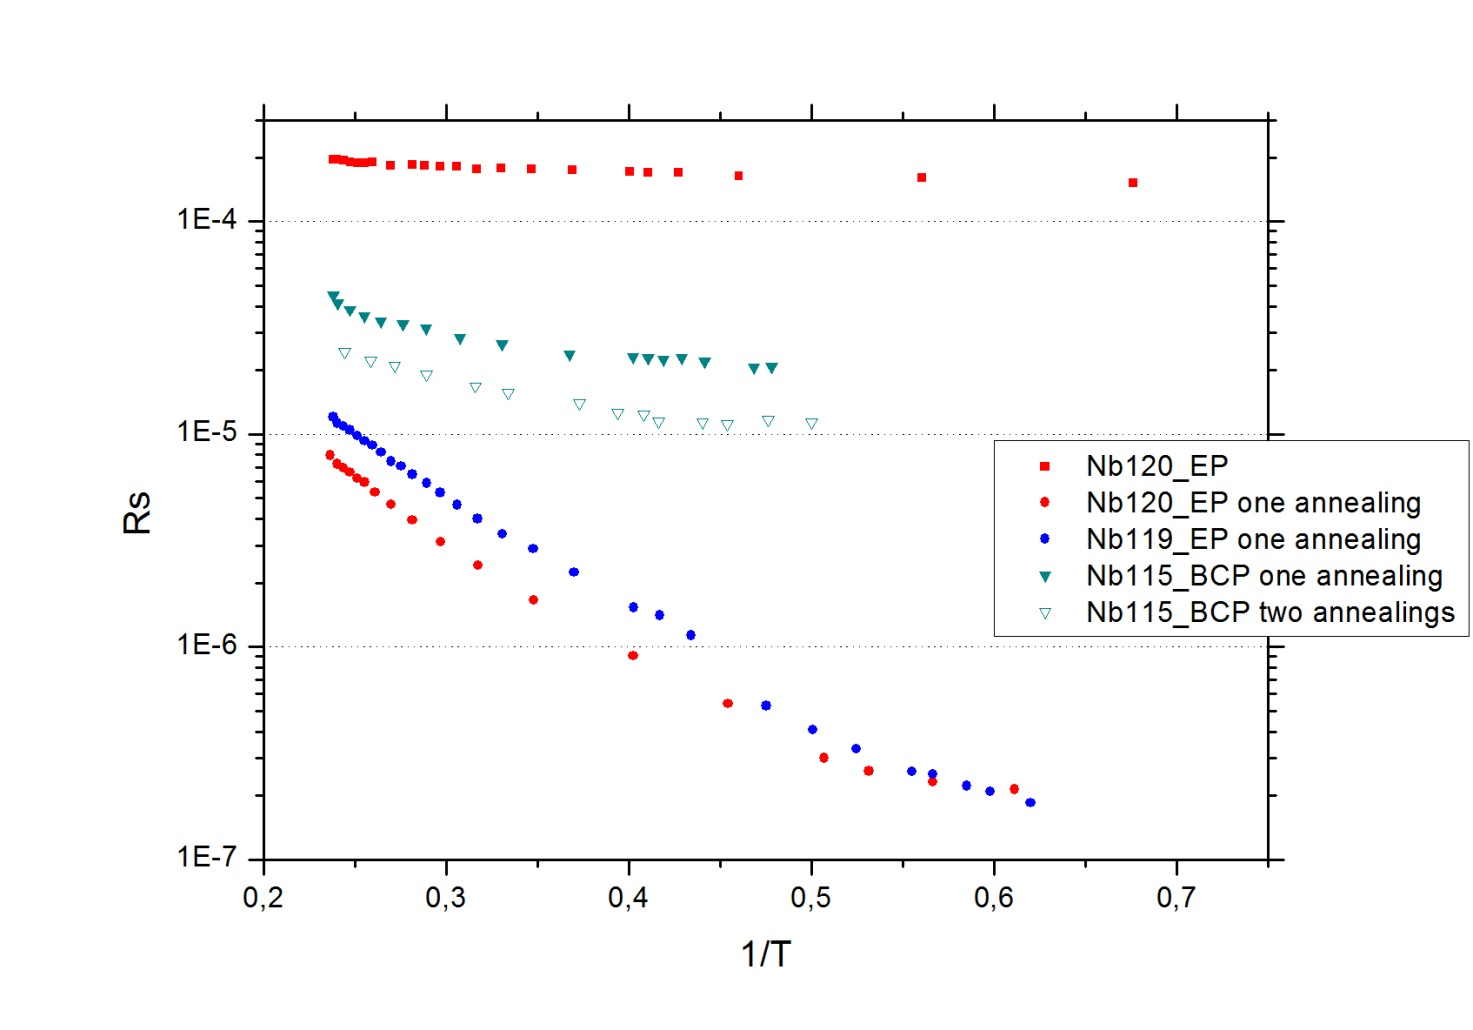 1E-4
1E-5
1E-6
1E-7
Rs
0,2 0,3 0,4 0,5 0,6 0,7
1/T
Nb120_EP
Nb120_EP one annealing
Nb119_EP one annealing
Nb115_BCP one annealing
Nb115_BCP two annealings